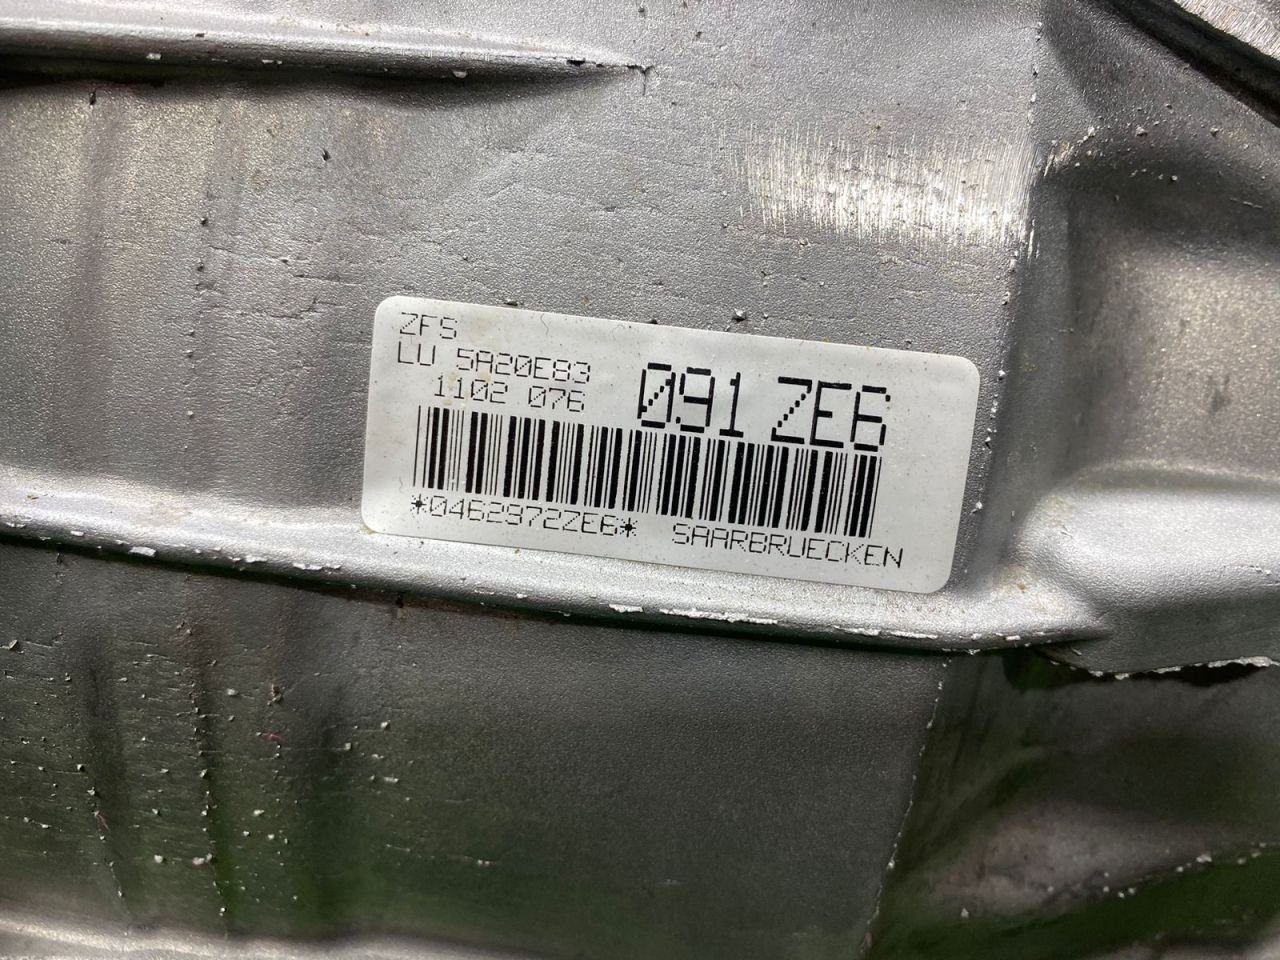 ZFS
LU 5A20E83
1102 076
091 ZE6
*0462972ZE6* SAARBRUECKEN